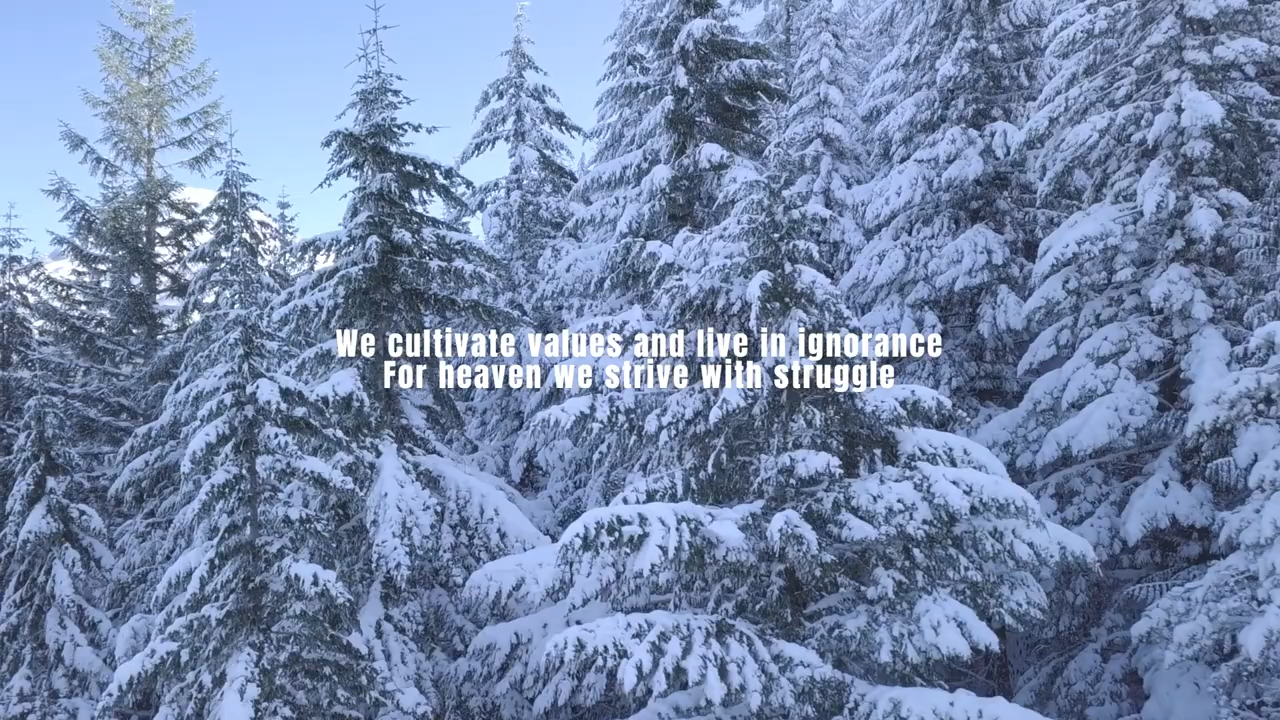 We cultivate values and live in ignorance
For heaven we strive with struggle